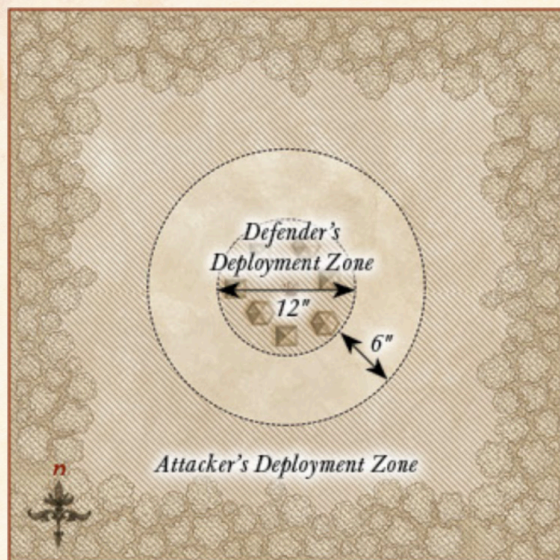 Defender's
Deployment Zone
12"
6"
Attacker's Deployment Zone
n